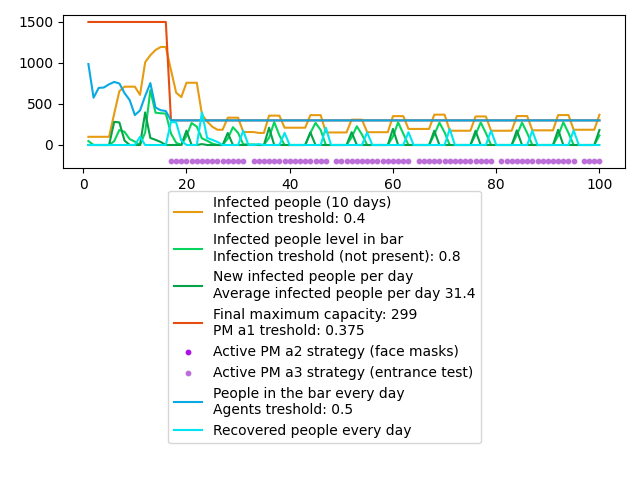 1500
1000
500
0
0
20
40
60
80
100
Infected people (10 days)
Infection treshold: 0.4
Infected people level in bar
Infection treshold (not present): 0.8
New infected people per day
Average infected people per day 31.4
Final maximum capacity: 299
PM a1 treshold: 0.375
Active PM a2 strategy (face masks)
Active PM a3 strategy (entrance test)
People in the bar every day
Agents treshold: 0.5
Recovered people every day